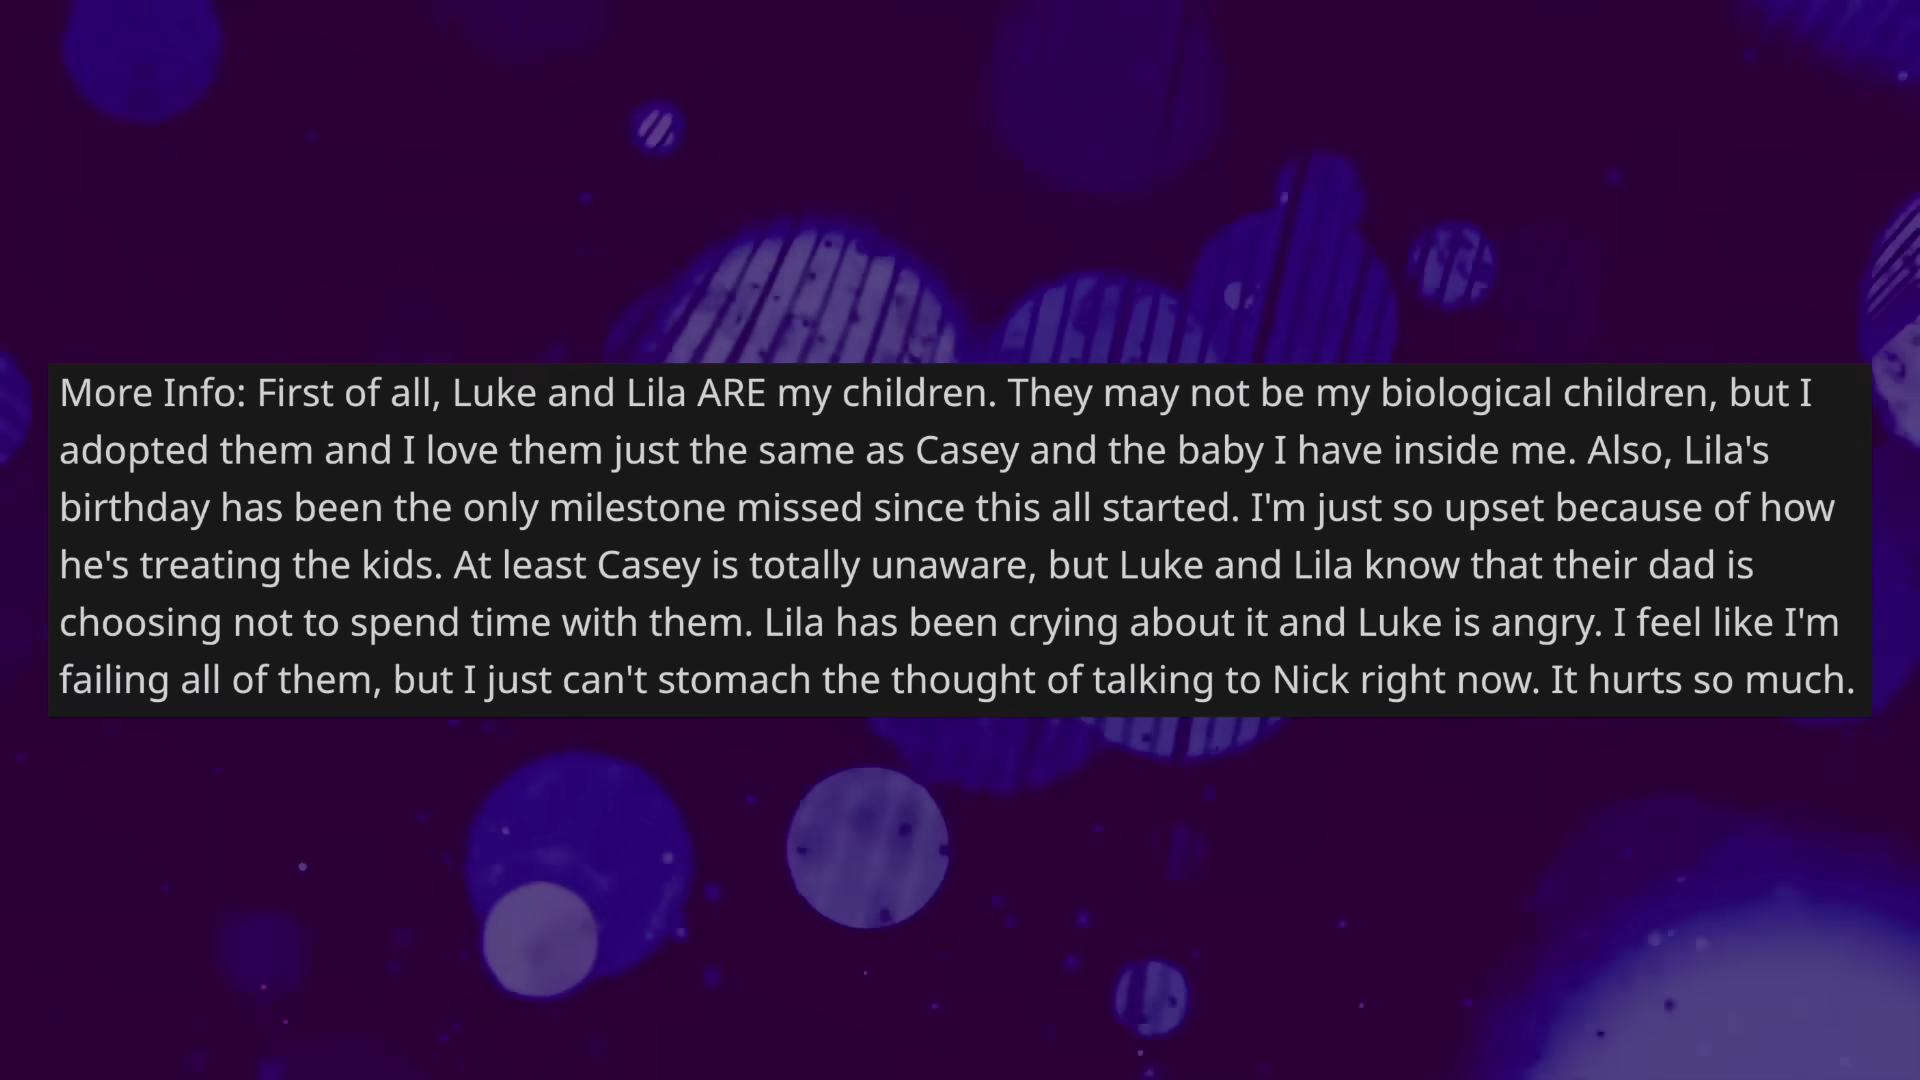 More Info: First of all, Luke and Lila ARE my children. They may not be my biological children, but I
adopted them and I love them just the same as Casey and the baby I have inside me. Also, Lila's
birthday has been the only milestone missed since this all started. I'm just so upset because of how
he's treating the kids. At least Casey is totally unaware, but Luke and Lila know that their dad is
choosing not to spend time with them. Lila has been crying about it and Luke is angry. I feel like I'm
failing all of them, but I just can't stomach the thought of talking to Nick right now. It hurts so much.